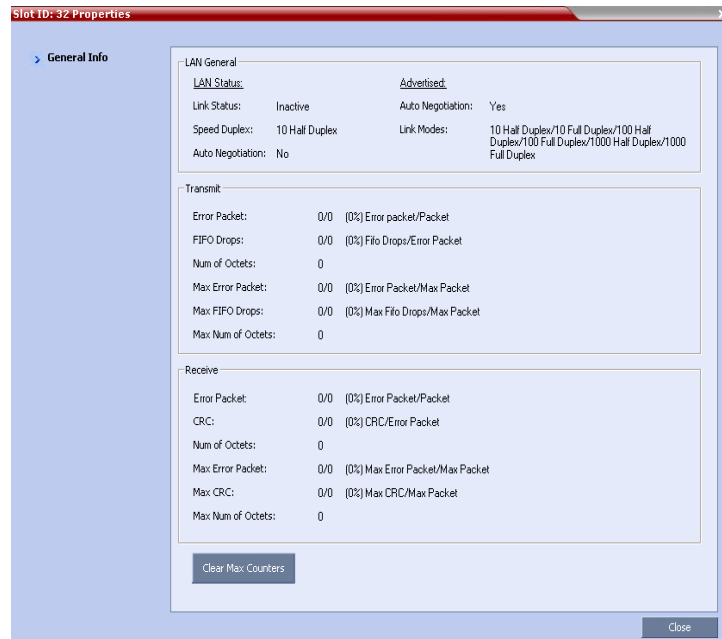 Slot ID: 32 Properties
General Info
LAN General
LAN Status:
Advertised:
Link Status: Inactive
Auto Negotiation: Yes
Speed Duplex: 10 Half Duplex
Link Modes: 10 Half Duplex/10 Full Duplex/100 Half
Duplex/100 Full Duplex/1000 Half Duplex/1000
Full Duplex
Auto Negotiation: No
Transmit
Error Packet: 0/0 (0%) Error packet/Packet
FIFO Drops: 0/0 (0%) Fifo Drops/Error Packet
Num of Octets: 0
Max Error Packet: 0/0 (0%) Error Packet/Max Packet
Max FIFO Drops: 0/0 (0%) Max Fifo Drops/Max Packet
Max Num of Octets: 0
Receive
Error Packet: 0/0 (0%) Error Packet/Packet
CRC: 0/0 (0%) CRC/Error Packet
Num of Octets: 0
Max Error Packet: 0/0 (0%) Max Error Packet/Max Packet
Max CRC: 0/0 (0%) Max CRC/Max Packet
Max Num of Octets: 0
Clear Max Counters
Close